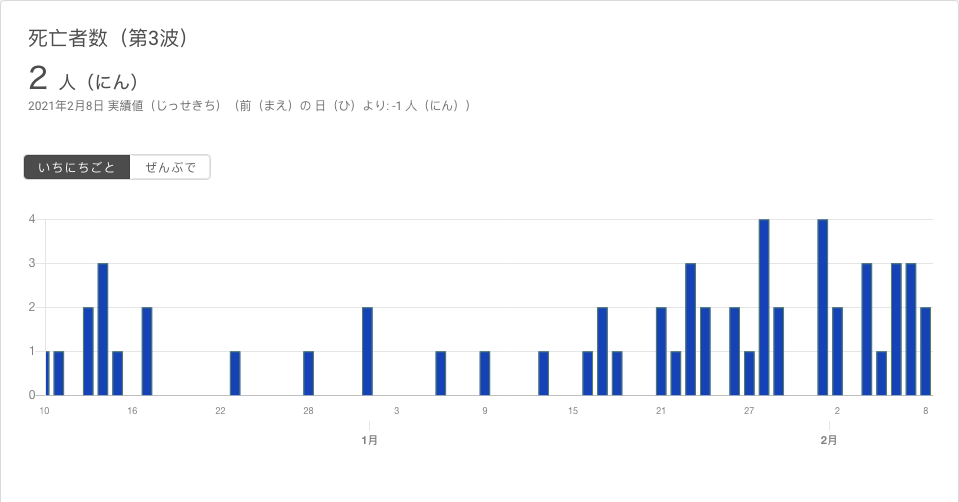 死亡者数（第3波）
2 人（にん）
2021年2月8日 実績値（じっせきち）（前（まえ）の 日（ひ）より: -1 人（にん））
いちにちごと ぜんぶで
4
3
2
1
0
10 16 22 28 3 9 15 21 27 2 8
1月 2月